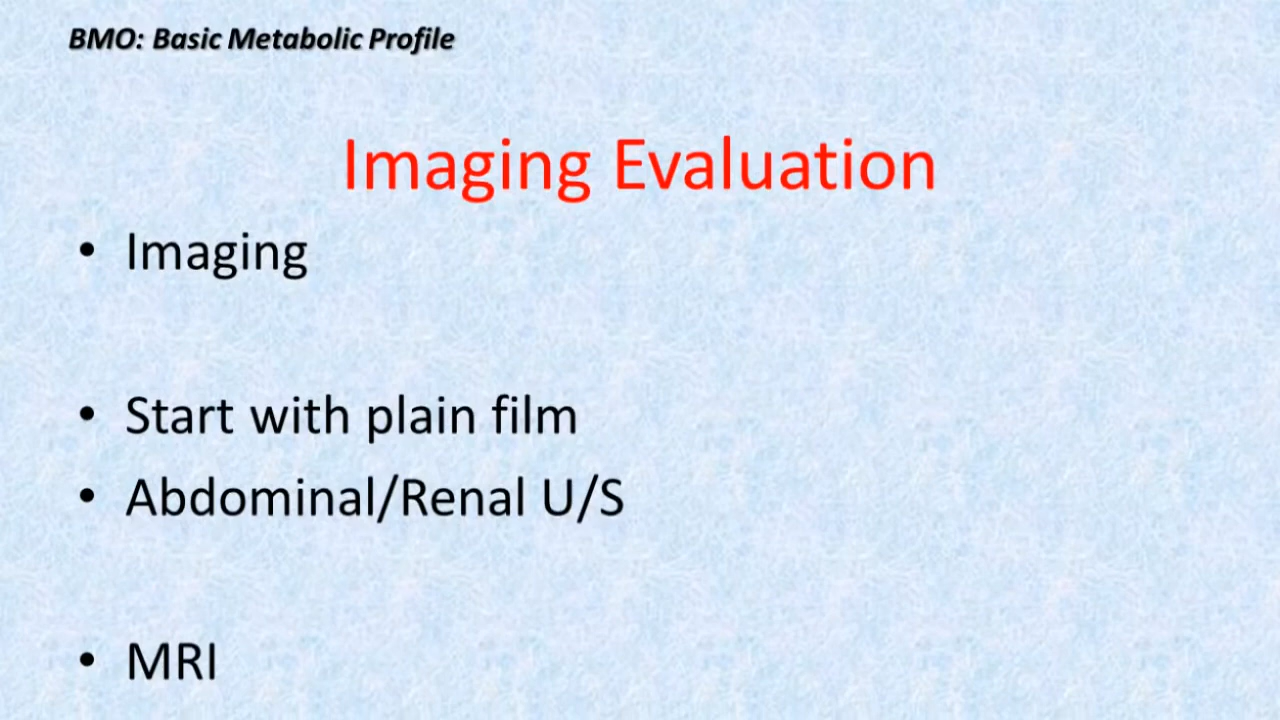 BMO: Basic Metabolic Profile
Imaging Evaluation
• Imaging
• Start with plain film
• Abdominal/Renal U/S
• MRI